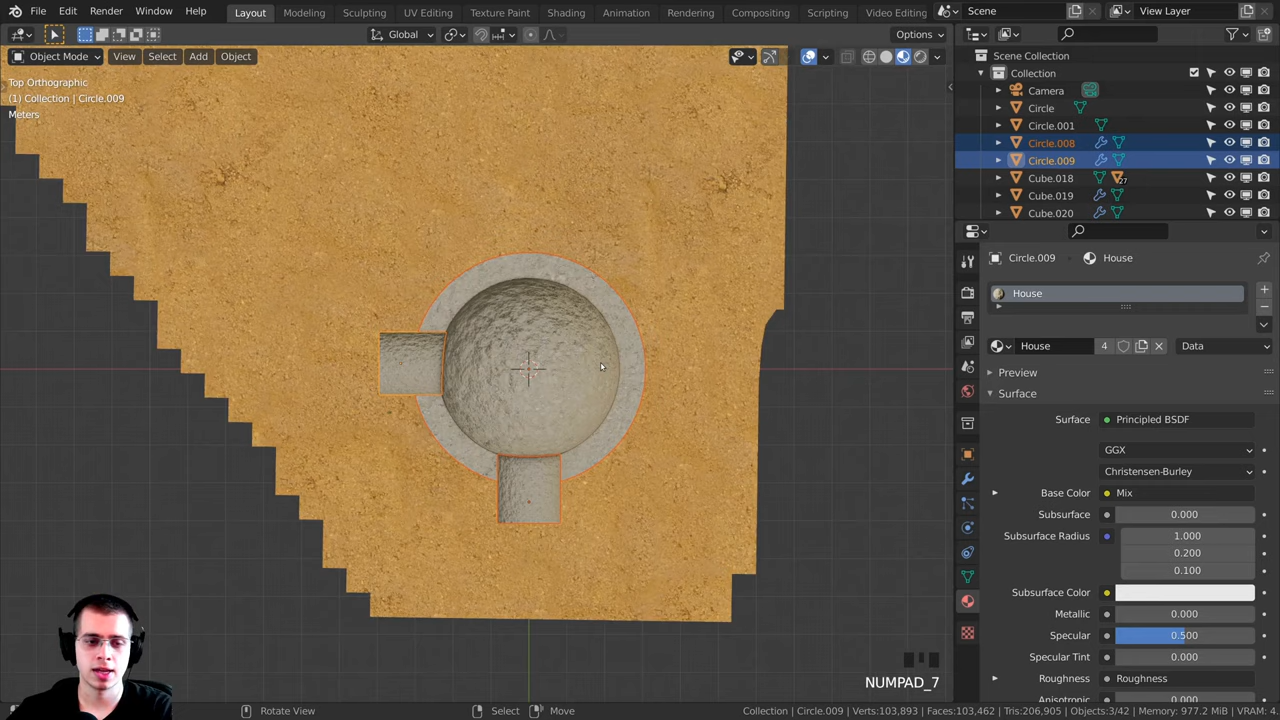 File Edit Render Window Help Layout Modeling Sculpting UV Editing Texture Paint Shading Animation Rendering Compositing Scripting Video Editing Scene View Layer
Global Options
Object Mode View Select Add Object
Top Orthographic
(1) Collection | Circle.009
Meters
Scene Collection
Collection
Camera
Circle
Circle.001
Circle.008
Circle.009
Cube.018 27
Cube.019
Cube.020
Circle.009 House
House
House 4 Data
Preview
Surface
Surface Principled BSDF
GGX
Christensen-Burley
Base Color Mix
Subsurface 0.000
Subsurface Radius 1.000
0.200
0.100
Subsurface Color
Metallic 0.000
Specular 0.500
Specular Tint 0.000
Roughness Roughness
Anisotropic 0.000
NUMPAD_7
Rotate View Select Move Collection | Circle.009 Verts:103,893 Faces:103,462 Tris:206,905 Objects:3/42 Memory: 977.2 MiB VRAM: 4.